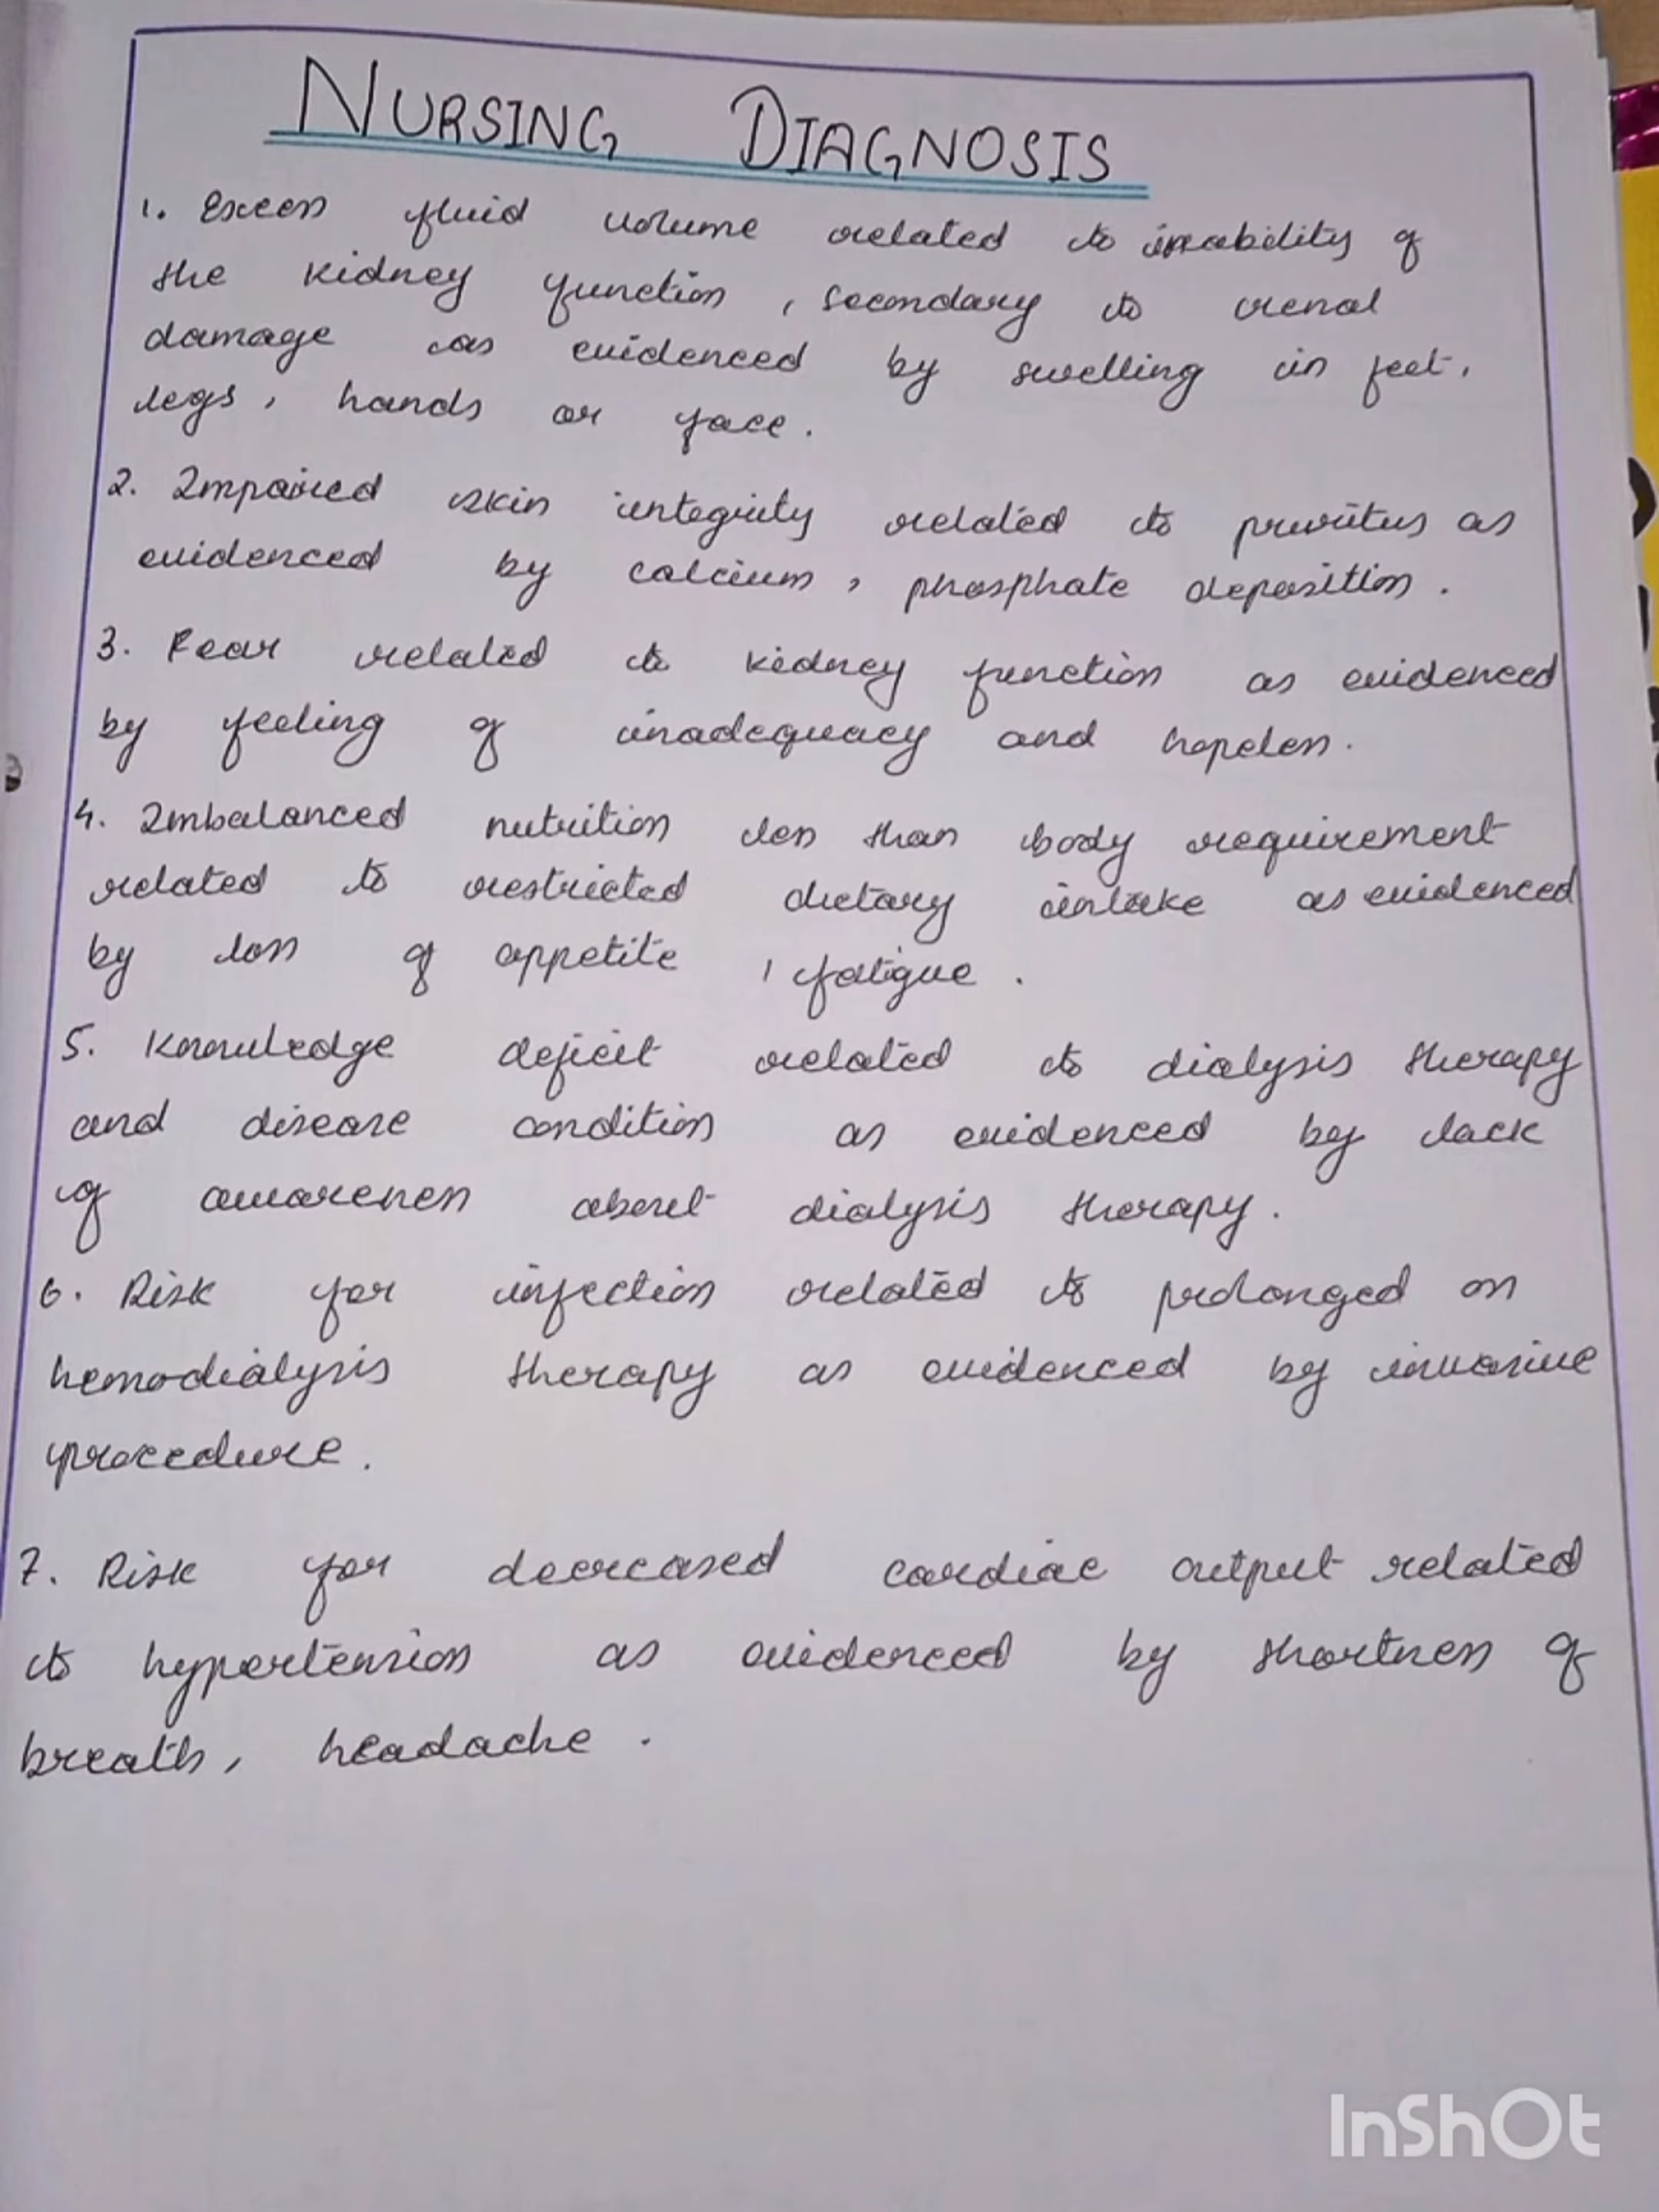 NURSING DIAGNOSIS
1. Excess fluid volume related to inability of
the kidney function, secondary to renal
damage as evidenced by swelling in feet,
legs, hands or face.
2. Impaired skin integrity related to pruritus as
evidenced by calcium, phosphate deposition.
3. Fear related to kidney function as evidenced
by feeling of inadequacy and hopeless.
4. Imbalanced nutrition less than body requirement
related to restricted dietary intake as evidenced
by loss of appetite, fatigue.
5. Knowledge deficit related to dialysis therapy
and disease condition as evidenced by lack
of awareness about dialysis therapy.
6. Risk for infection related to prolonged on
hemodialysis therapy as evidenced by invasive
procedure.
7. Risk for decreased cardiac output related
to hypertension as evidenced by shortness of
breath, headache.
InShOt